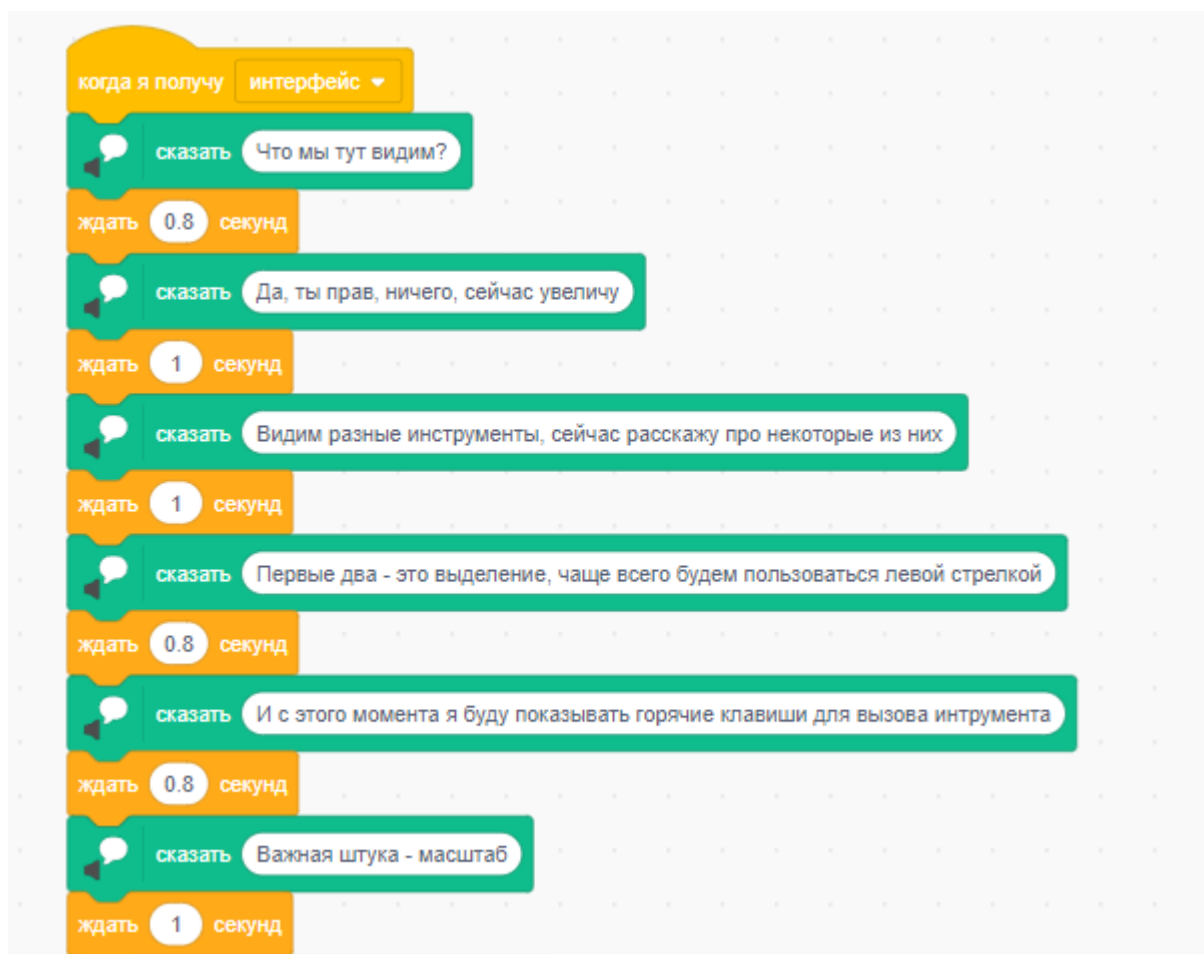 когда я получу интерфейс
сказать Что мы тут видим?
ждать 0.8 секунд
сказать Да, ты прав, ничего, сейчас увеличу
ждать 1 секунд
сказать Видим разные инструменты, сейчас расскажу про некоторые из них
ждать 1 секунд
сказать Первые два - это выделение, чаще всего будем пользоваться левой стрелкой
ждать 0.8 секунд
сказать И с этого момента я буду показывать горячие клавиши для вызова интрумента
ждать 0.8 секунд
сказать Важная штука - масштаб
ждать 1 секунд